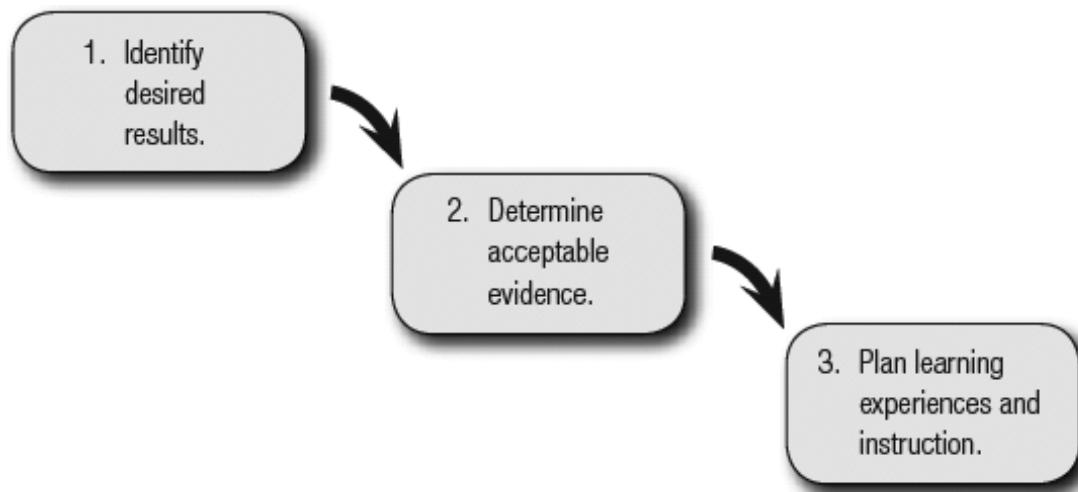 1. Identify
desired
results.
2. Determine
acceptable
evidence.
3. Plan learning
experiences and
instruction.